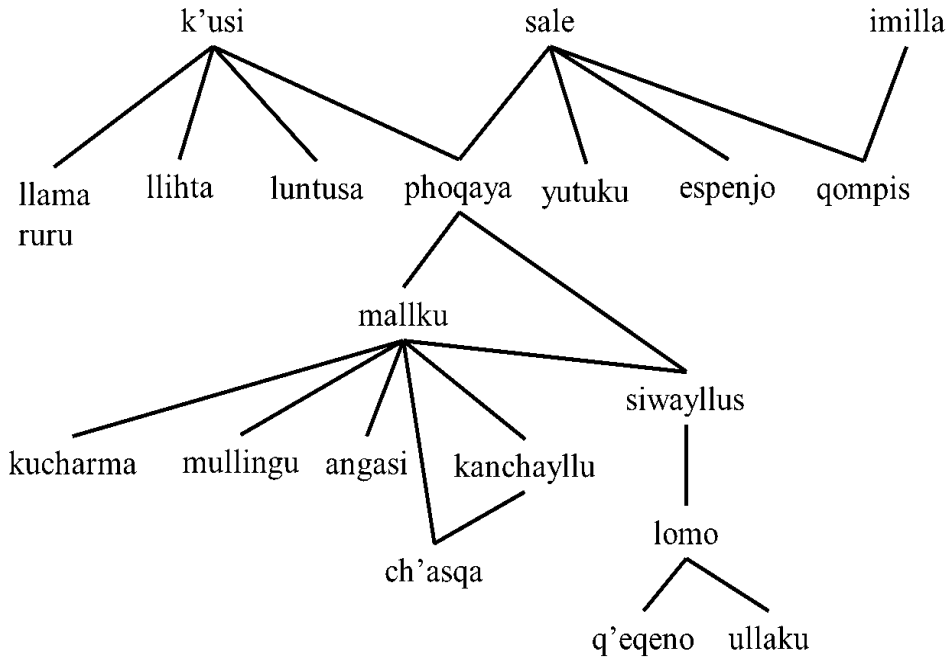 k’usi sale imilla
llama llihta luntusa phoqaya yutuku espenjo qompis
ruru
mallku
siwayllus
kucharma mullingu angasi kanchayllu
lomo
ch’asqa
q’eqeno ullaku